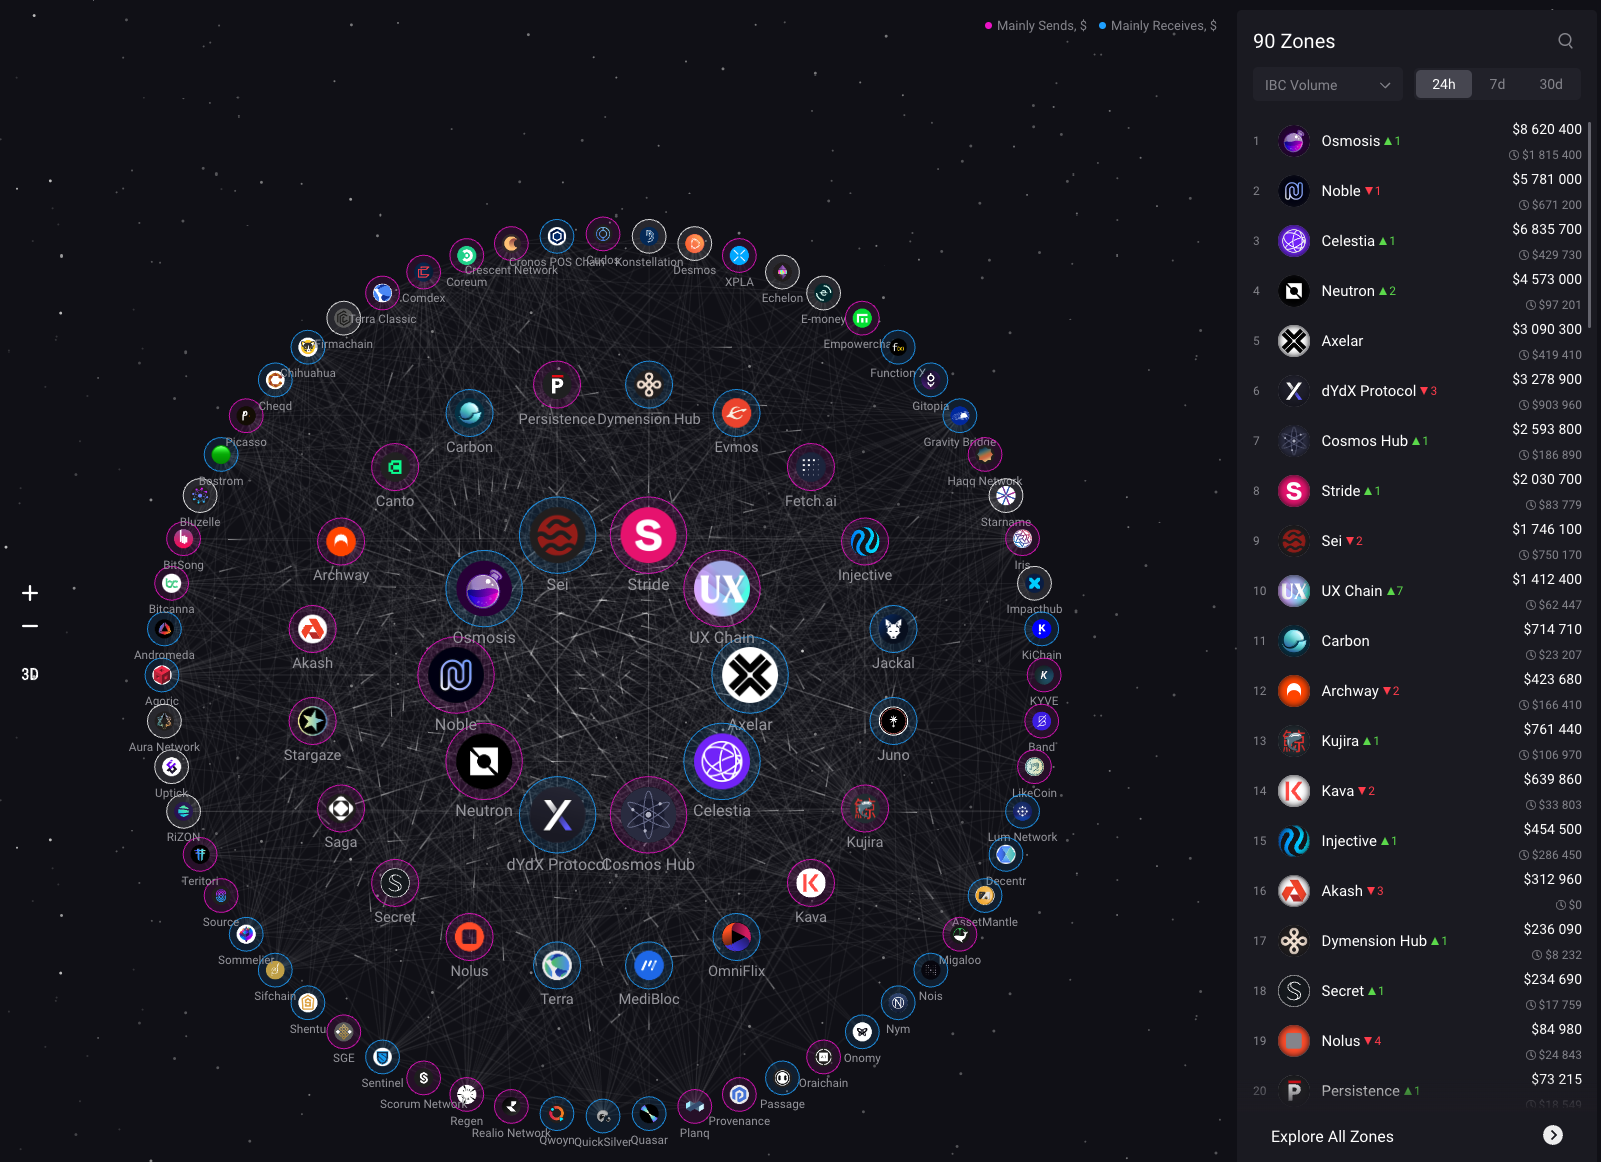 Mainly Sends, $
Mainly Receives, $
90 Zones
IBC Volume
24h
7d
30d
1 Osmosis 1 $8 620 400
$1 815 400
2 Noble 1 $5 781 000
$671 200
3 Celestia 1 $6 835 700
$429 730
4 Neutron 2 $4 573 000
$97 201
5 Axelar $3 090 300
$419 410
6 dYdX Protocol 3 $3 278 900
$903 960
7 Cosmos Hub 1 $2 593 800
$186 890
8 Stride 1 $2 030 700
$83 779
9 Sei 2 $1 746 100
$750 170
10 UX Chain 7 $1 412 400
$62 447
11 Carbon $714 710
$23 207
12 Archway 2 $423 680
$166 410
13 Kujira 1 $761 440
$106 970
14 Kava 2 $639 860
$33 803
15 Injective 1 $454 500
$286 450
16 Akash 3 $312 960
$0
17 Dymension Hub 1 $236 090
$8 232
18 Secret 1 $234 690
$17 759
19 Nolus 4 $84 980
$24 843
20 Persistence 1 $73 215
$18 549
Explore All Zones
+
−
3D
Cronos POS Chain
Gudos
Konstellation
Crescent Network
Desmos
Coreum
XPLA
Comdex
Echelon
Terra Classic
E-money
Firmachain
Empowercha
Chihuahua
Function X
Cheqd
Gitopia
Picasso
Gravity Bridge
Bostrom
Haqq Network
Bluzelle
Starname
BitSong
Iris
Bitcanna
Impacthub
Andromeda
KiChain
Agoric
KYVE
Aura Network
Band
Uptick
LikeCoin
RiZON
Lum Network
Teritori
Decentr
Source
AssetMantle
Sommelier
Migaloo
Sifchain
Nois
Shentu
Nym
SGE
Onomy
Sentinel
Oraichain
Scorum Network
Passage
Regen
Provenance
Realio Network
Planq
Qwoyn
QuickSilver
Quasar
Persistence
Dymension Hub
Carbon
Evmos
Canto
Fetch.ai
Archway
Injective
Akash
Jackal
Stargaze
Juno
Saga
Kujira
Secret
Kava
Nolus
OmniFlix
Terra
MediBloc
Sei
S
Stride
Osmosis
UX
UX Chain
Noble
Axelar
Neutron
Celestia
dYdX Protocol
Cosmos Hub